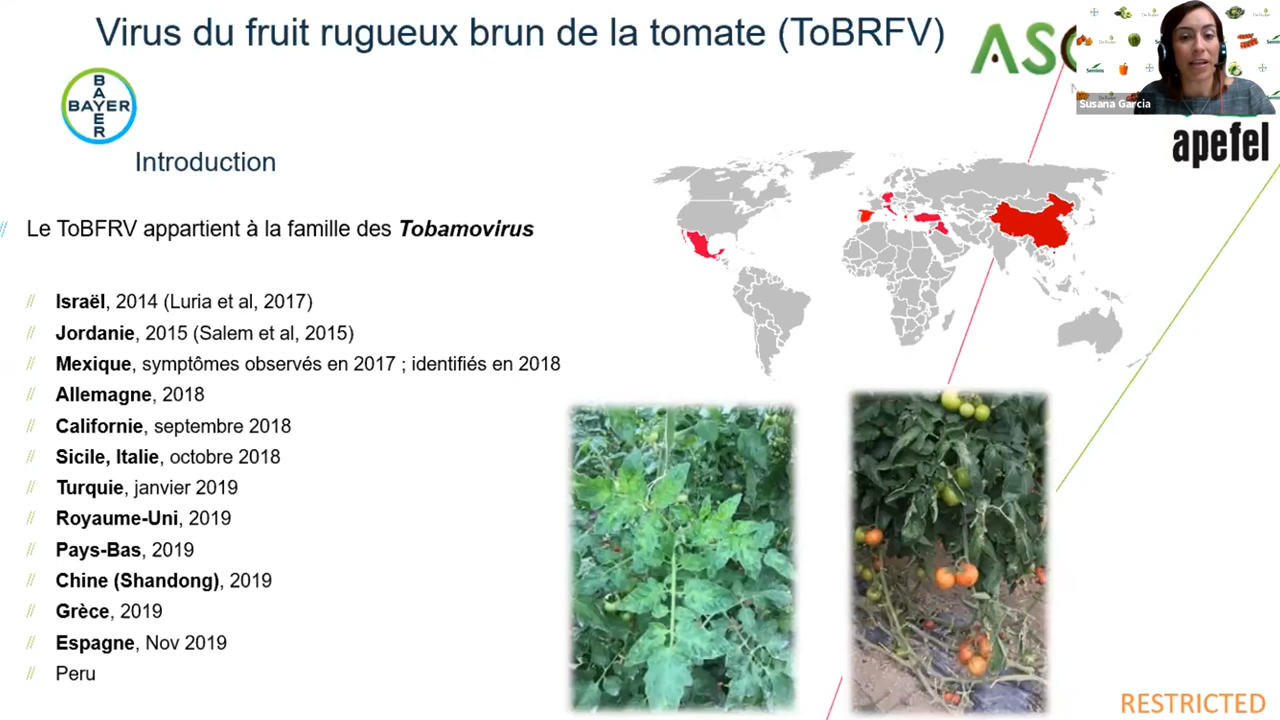 Virus du fruit rugueux brun de la tomate (ToBRFV)
AS
BAYER
BAYER
Susana Garcia
apefel
Introduction
Le ToBFRV appartient à la famille des Tobamovirus
// Israël, 2014 (Luria et al, 2017)
// Jordanie, 2015 (Salem et al, 2015)
// Mexique, symptômes observés en 2017 ; identifiés en 2018
// Allemagne, 2018
// Californie, septembre 2018
// Sicile, Italie, octobre 2018
// Turquie, janvier 2019
// Royaume-Uni, 2019
// Pays-Bas, 2019
// Chine (Shandong), 2019
// Grèce, 2019
// Espagne, Nov 2019
// Peru
RESTRICTED